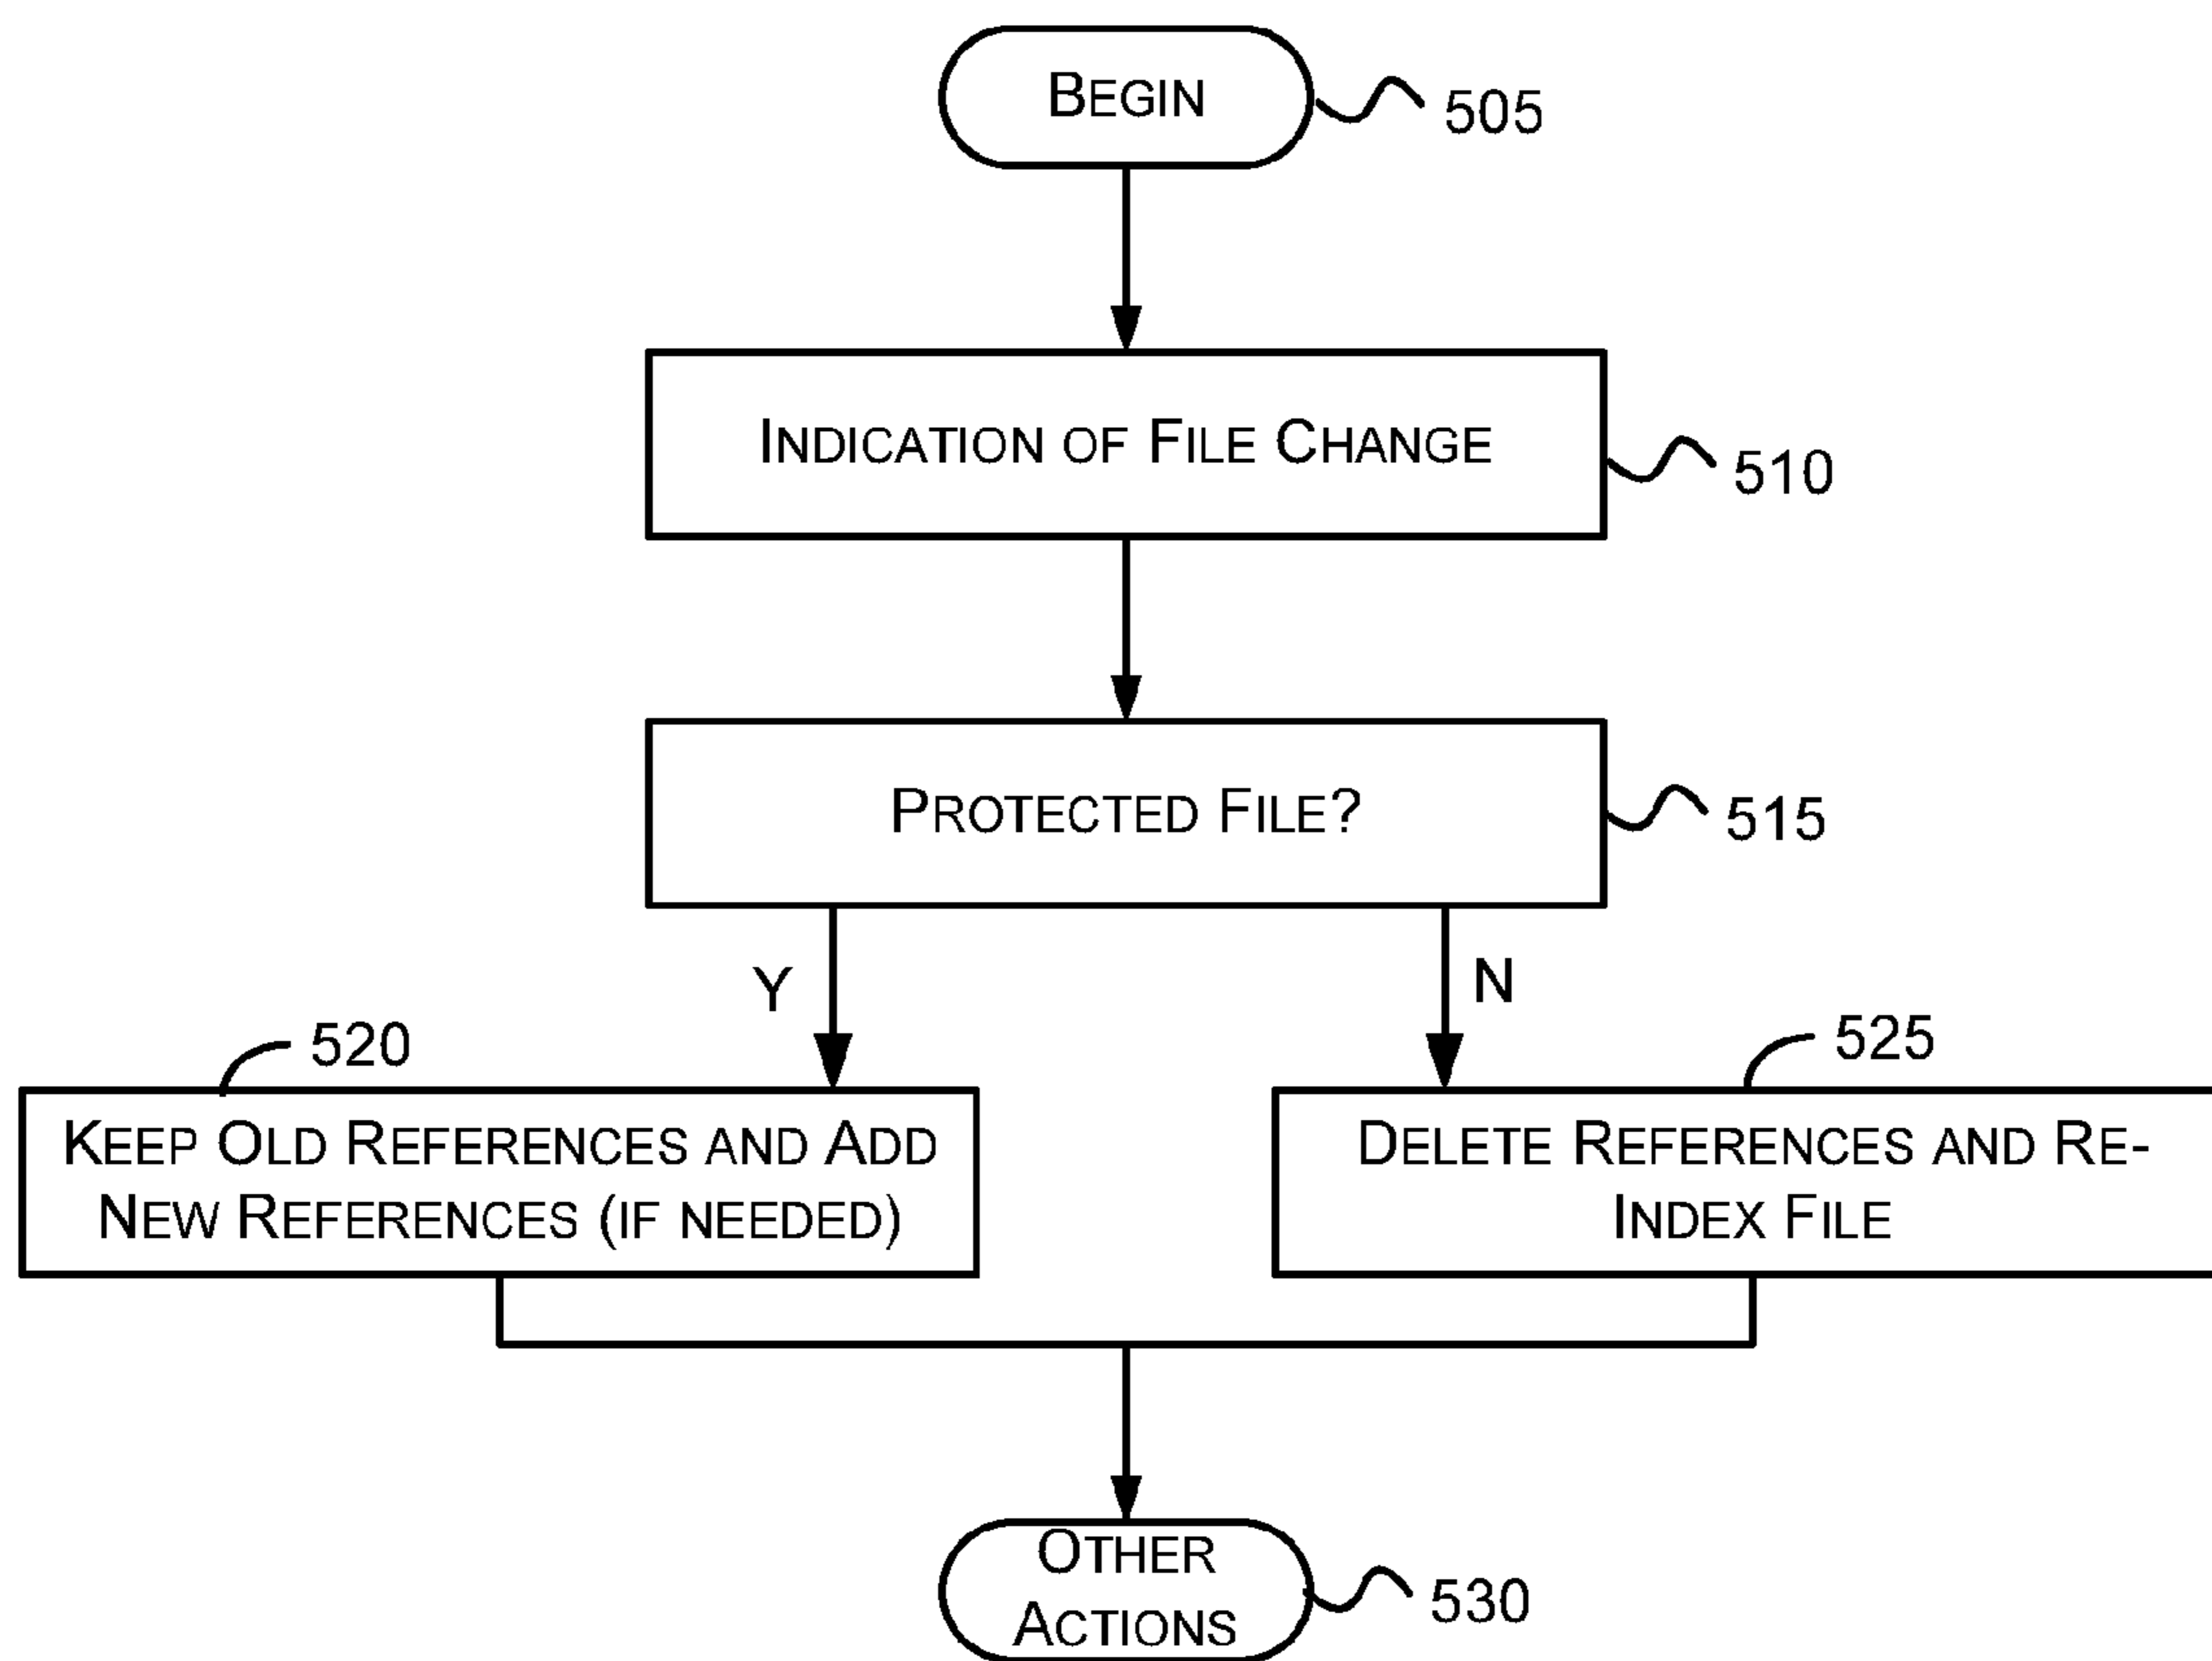 BEGIN
505
INDICATION OF FILE CHANGE
510
PROTECTED FILE?
515
Y
N
520
525
KEEP OLD REFERENCES AND ADD
NEW REFERENCES (IF NEEDED)
DELETE REFERENCES AND RE-
INDEX FILE
OTHER
ACTIONS
530